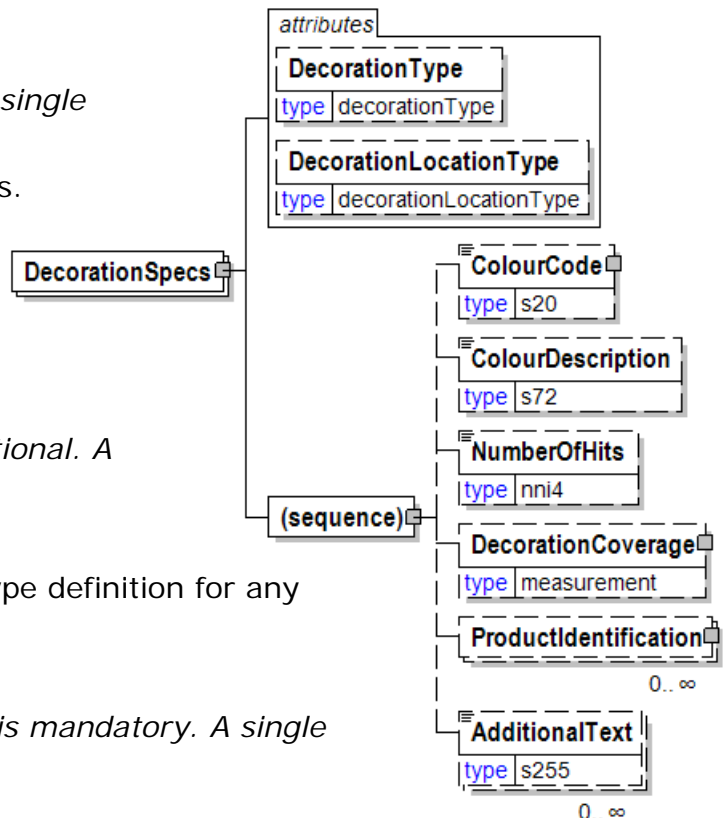 single
s.
tional. A
ype definition for any
is mandatory. A single
attributes
DecorationType
type decorationType
DecorationLocationType
type decorationLocationType
DecorationSpecs
(sequence)
ColourCode
type s20
ColourDescription
type s72
NumberOfHits
type nni4
DecorationCoverage
type measurement
ProductIdentification
0.. ∞
AdditionalText
type s255
0.. ∞